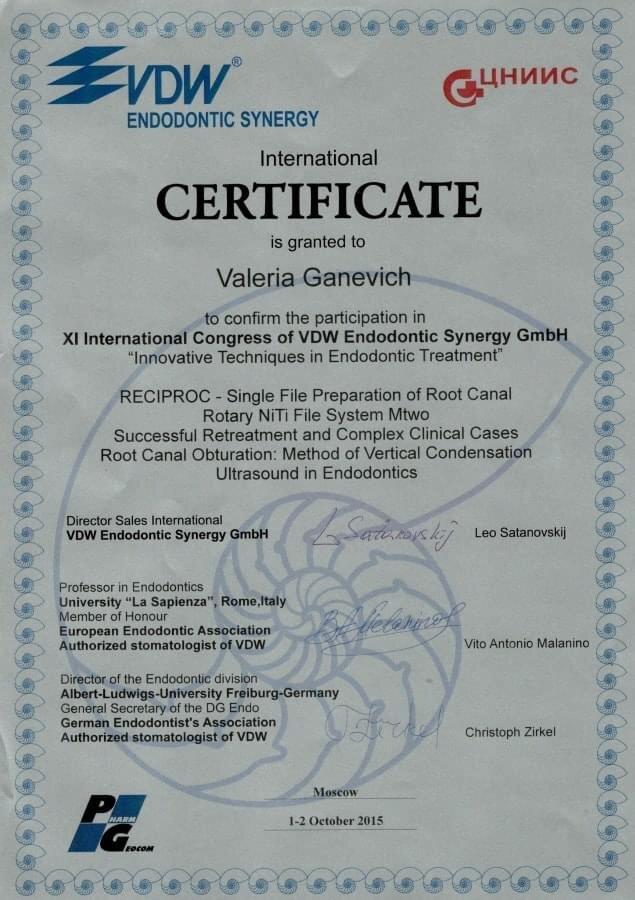 VDW®
ENDODONTIC SYNERGY
ЦНИИС
International
CERTIFICATE
is granted to
Valeria Ganevich
to confirm the participation in
XI International Congress of VDW Endodontic Synergy GmbH
“Innovative Techniques in Endodontic Treatment”
RECIPROC - Single File Preparation of Root Canal
Rotary NiTi File System Mtwo
Successful Retreatment and Complex Clinical Cases
Root Canal Obturation: Method of Vertical Condensation
Ultrasound in Endodontics
Director Sales International
VDW Endodontic Synergy GmbH
L Satanovskij
Leo Satanovskij
Professor in Endodontics
University “La Sapienza”, Rome,Italy
Member of Honour
European Endodontic Association
Authorized stomatologist of VDW
Vito Antonio Malanino
Director of the Endodontic division
Albert-Ludwigs-University Freiburg-Germany
General Secretary of the DG Endo
German Endodontist's Association
Authorized stomatologist of VDW
Zirkel
Christoph Zirkel
Moscow
1-2 October 2015
PHARM
GEOCOM